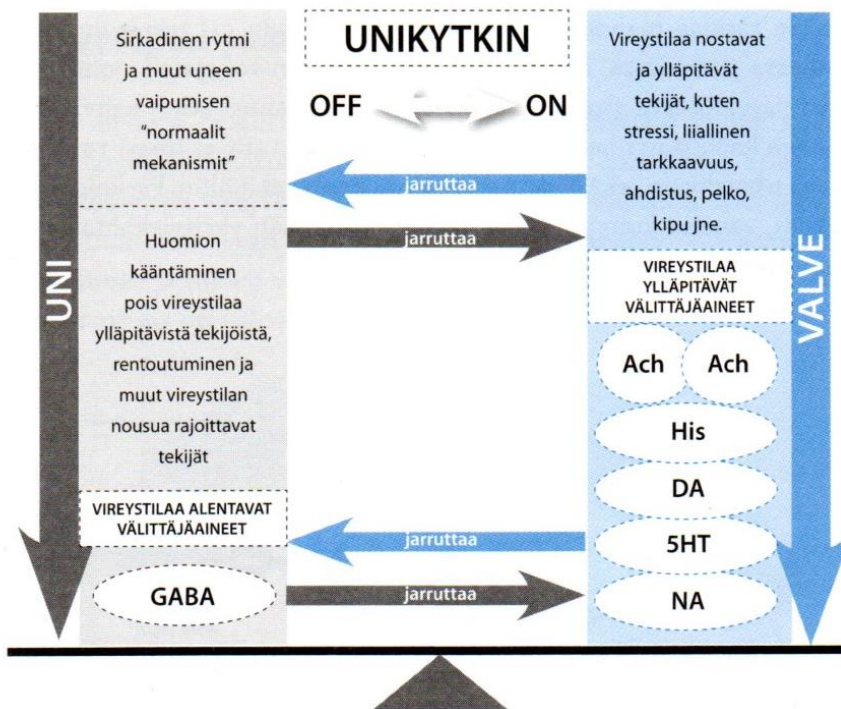 UNIKYTKIN
OFF
ON
UNI
Sirkadinen rytmi
ja muut uneen
vaipumisen
"normaalit
mekanismit"
Huomion
kääntäminen
pois vireystilaa
ylläpitävistä tekijöistä,
rentoutuminen ja
muut vireystilan
nousua rajoittavat
tekijät
VIREYSTILAA ALENTAVAT
VÄLITTÄJÄAINEET
GABA
jarruttaa
jarruttaa
jarruttaa
jarruttaa
Vireystilaa nostavat
ja ylläpitävät
tekijät, kuten
stressi, liiallinen
tarkkaavuus,
ahdistus, pelko,
kipu jne.
VIREYSTILAA
YLLÄPITÄVÄT
VÄLITTÄJÄAINEET
Ach
Ach
His
DA
5HT
NA
VALVE